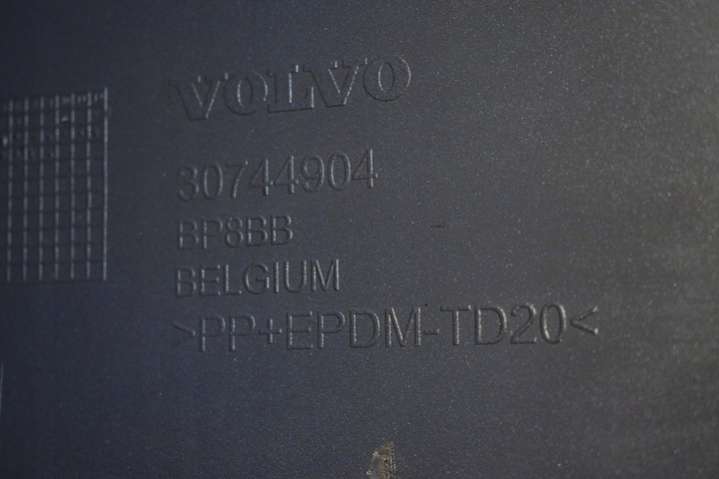 VOLVO
30744904
BP8BB
BELGIUM
>PP+EPDM-TD20<